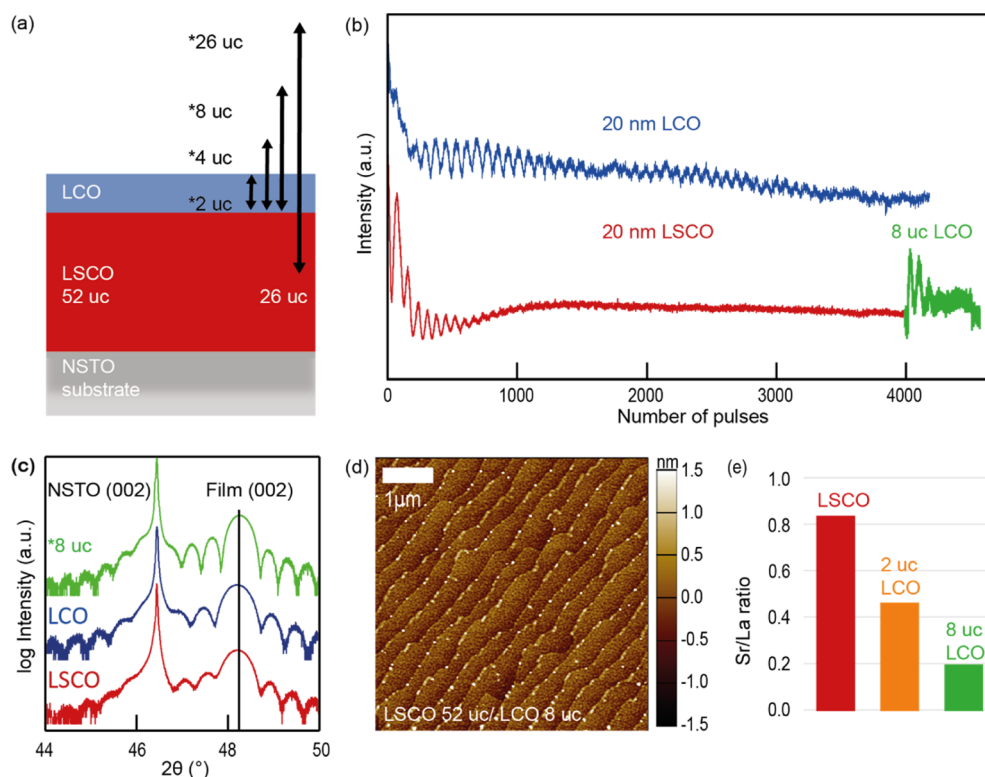 (a)
*26 uc
*8 uc
*4 uc
LCO
*2 uc
LSCO
52 uc
26 uc
NSTO
substrate
(b)
Intensity (a.u.)
20 nm LCO
20 nm LSCO
8 uc LCO
0
1000
2000
3000
4000
Number of pulses
(c)
log Intensity (a.u.)
NSTO (002)
Film (002)
*8 uc
LCO
LSCO
44
46
48
50
2θ (°)
(d)
1µm
LSCO 52 uc/ LCO 8 uc
nm
1.5
1.0
0.5
0.0
-0.5
-1.0
-1.5
(e)
Sr/La ratio
1.0
0.8
0.6
0.4
0.2
0.0
LSCO
2 uc
LCO
8 uc
LCO